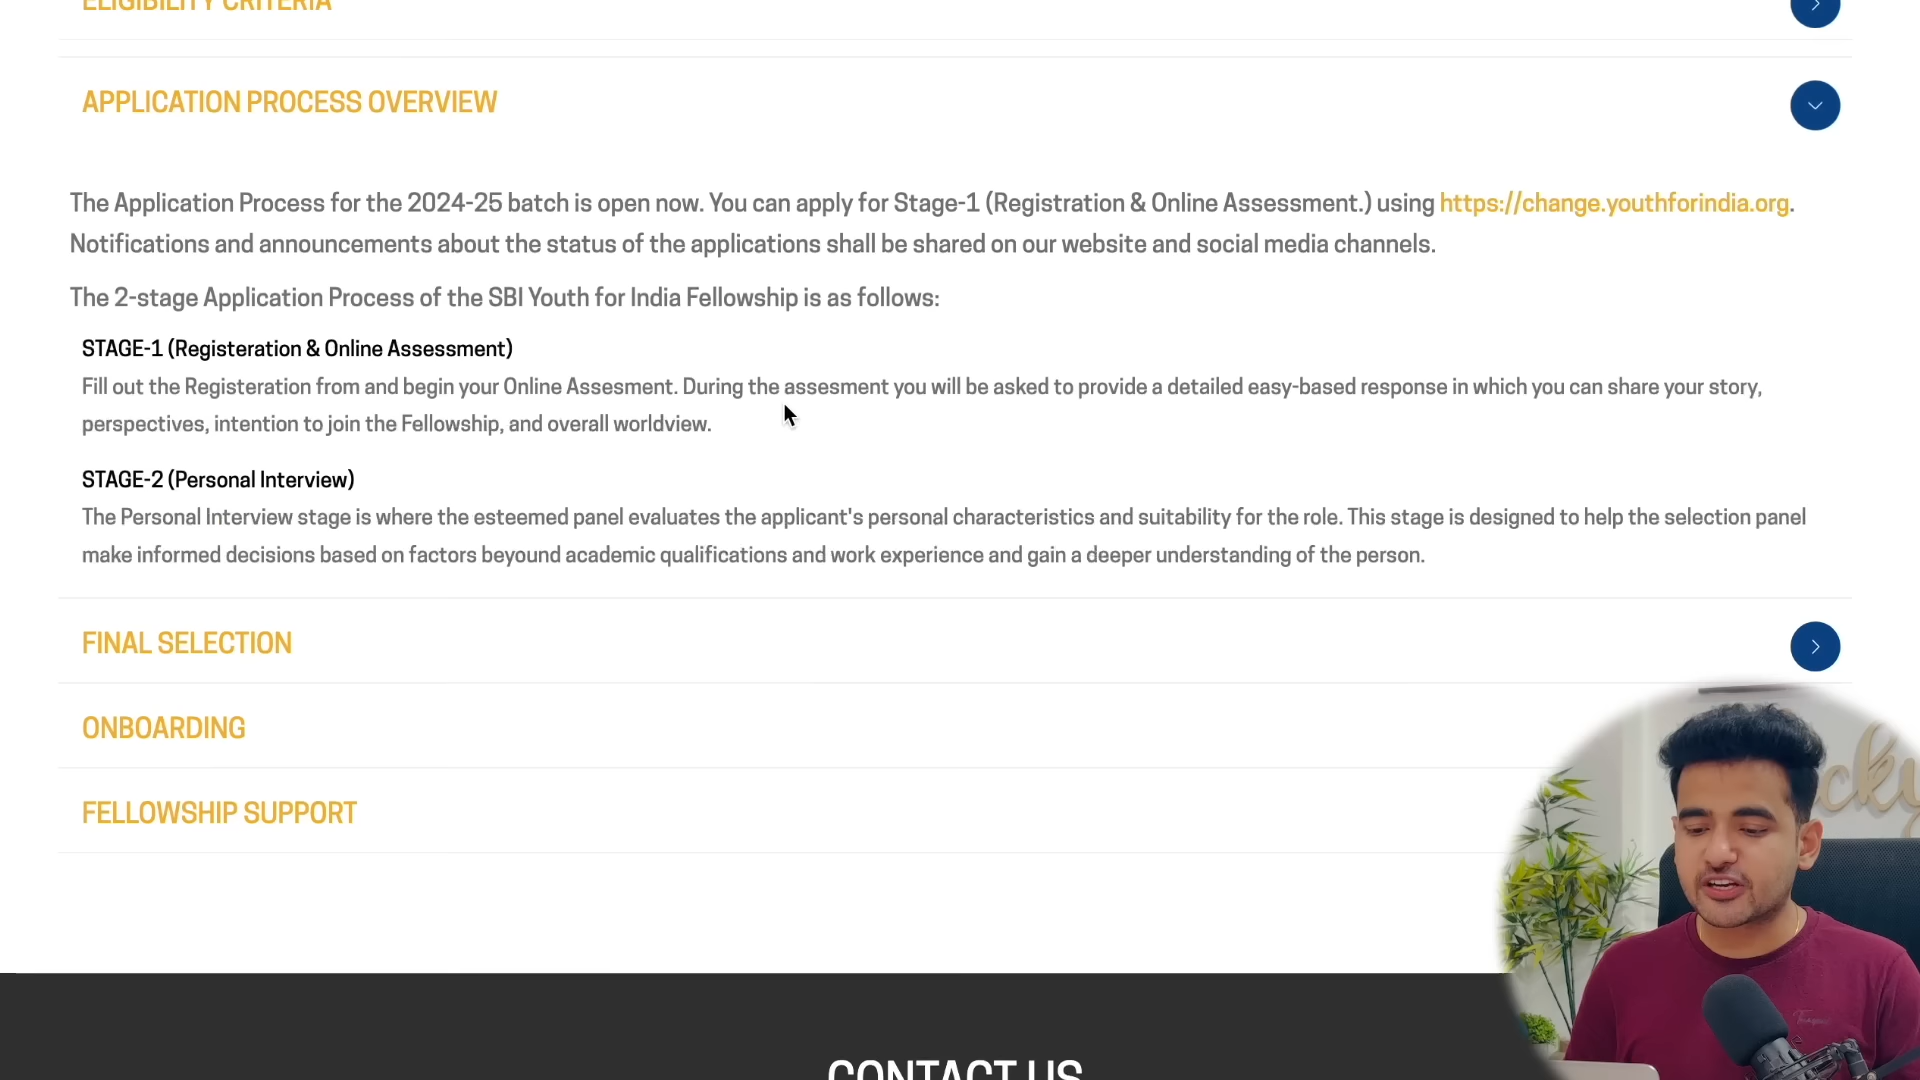 ELIGIBILITY CRITERIA
APPLICATION PROCESS OVERVIEW
The Application Process for the 2024-25 batch is open now. You can apply for Stage-1 (Registration & Online Assessment.) using https://change.youthforindia.org.
Notifications and announcements about the status of the applications shall be shared on our website and social media channels.
The 2-stage Application Process of the SBI Youth for India Fellowship is as follows:
STAGE-1 (Registeration & Online Assessment)
Fill out the Registeration from and begin your Online Assesment. During the assesment you will be asked to provide a detailed easy-based response in which you can share your story,
perspectives, intention to join the Fellowship, and overall worldview.
STAGE-2 (Personal Interview)
The Personal Interview stage is where the esteemed panel evaluates the applicant's personal characteristics and suitability for the role. This stage is designed to help the selection panel
make informed decisions based on factors beyound academic qualifications and work experience and gain a deeper understanding of the person.
FINAL SELECTION
ONBOARDING
FELLOWSHIP SUPPORT
CONTACT US